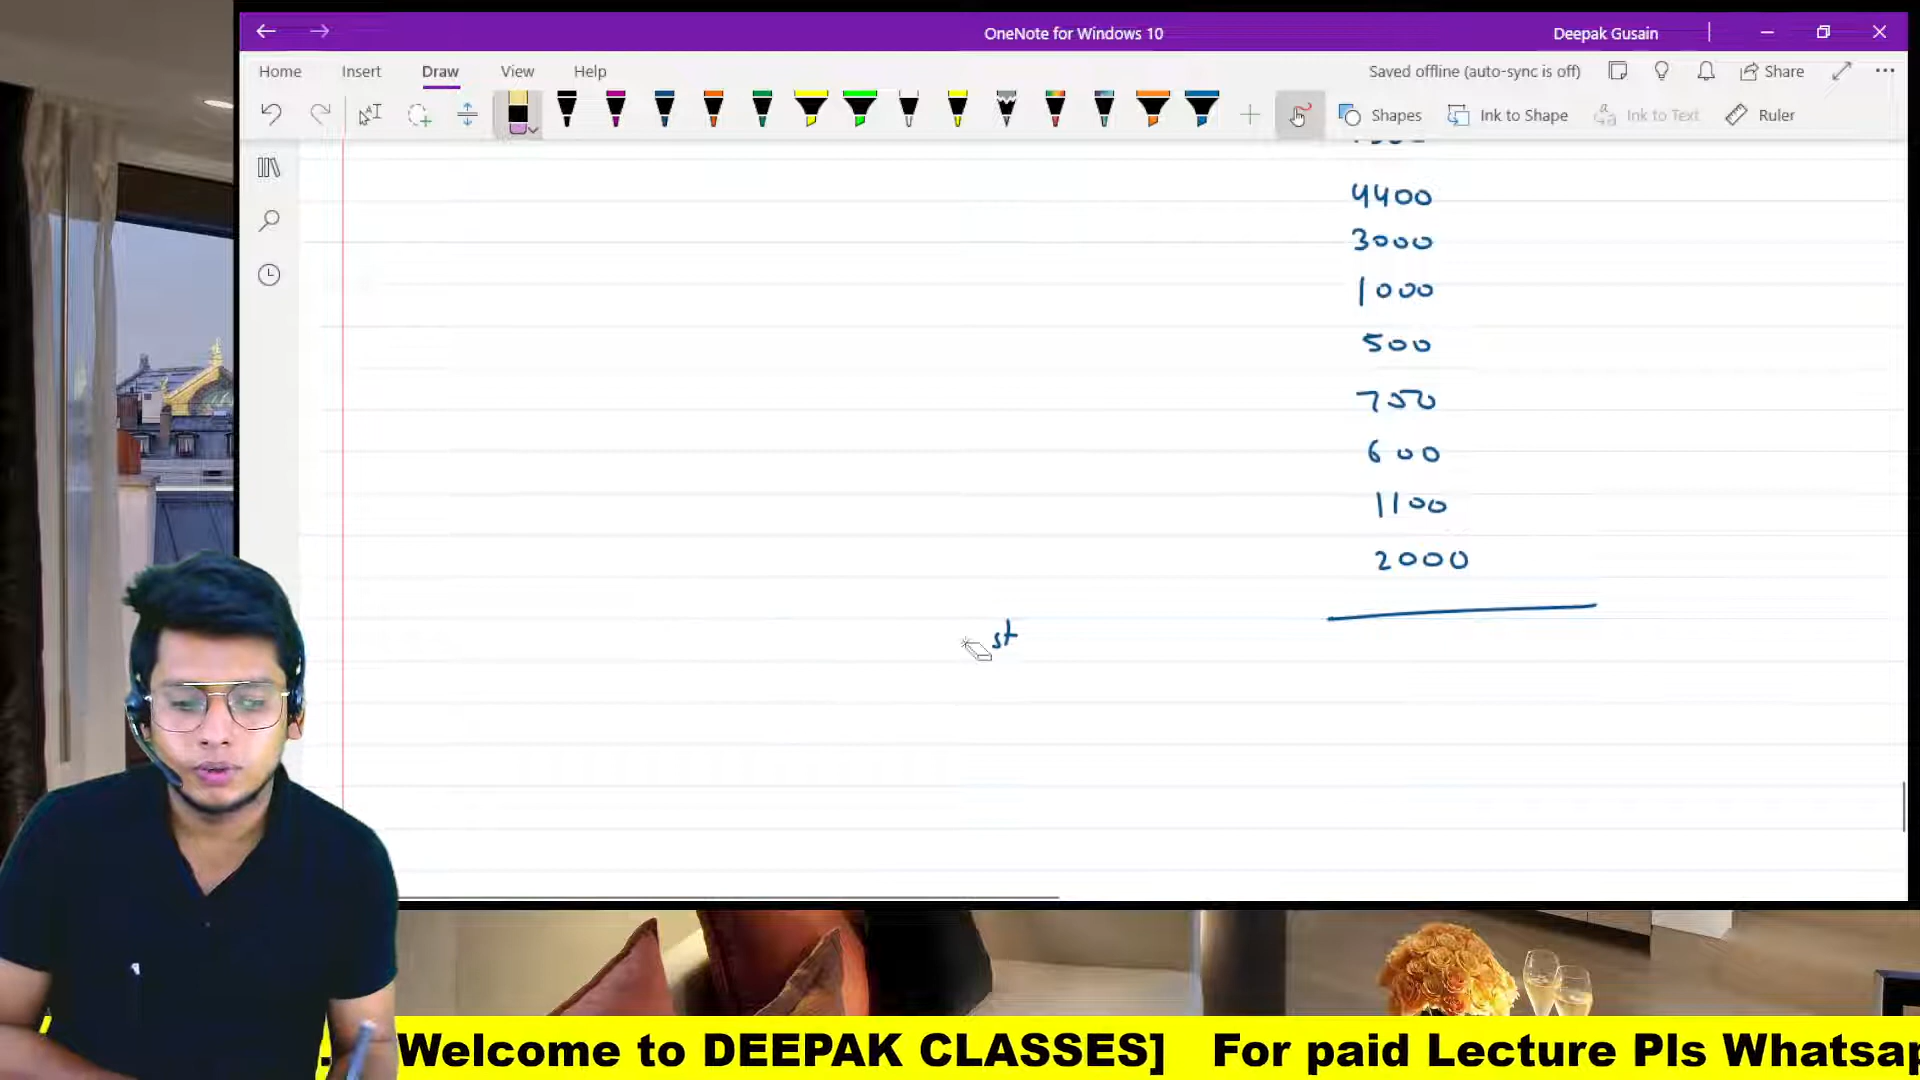 OneNote for Windows 10
Deepak Gusain
Home Insert Draw View Help
Saved offline (auto-sync is off) Share
Shapes Ink to Shape Ink to Text Ruler
4400
3000
1000
500
750
600
1100
2000
st
Welcome to DEEPAK CLASSES] For paid Lecture Pls Whatsap